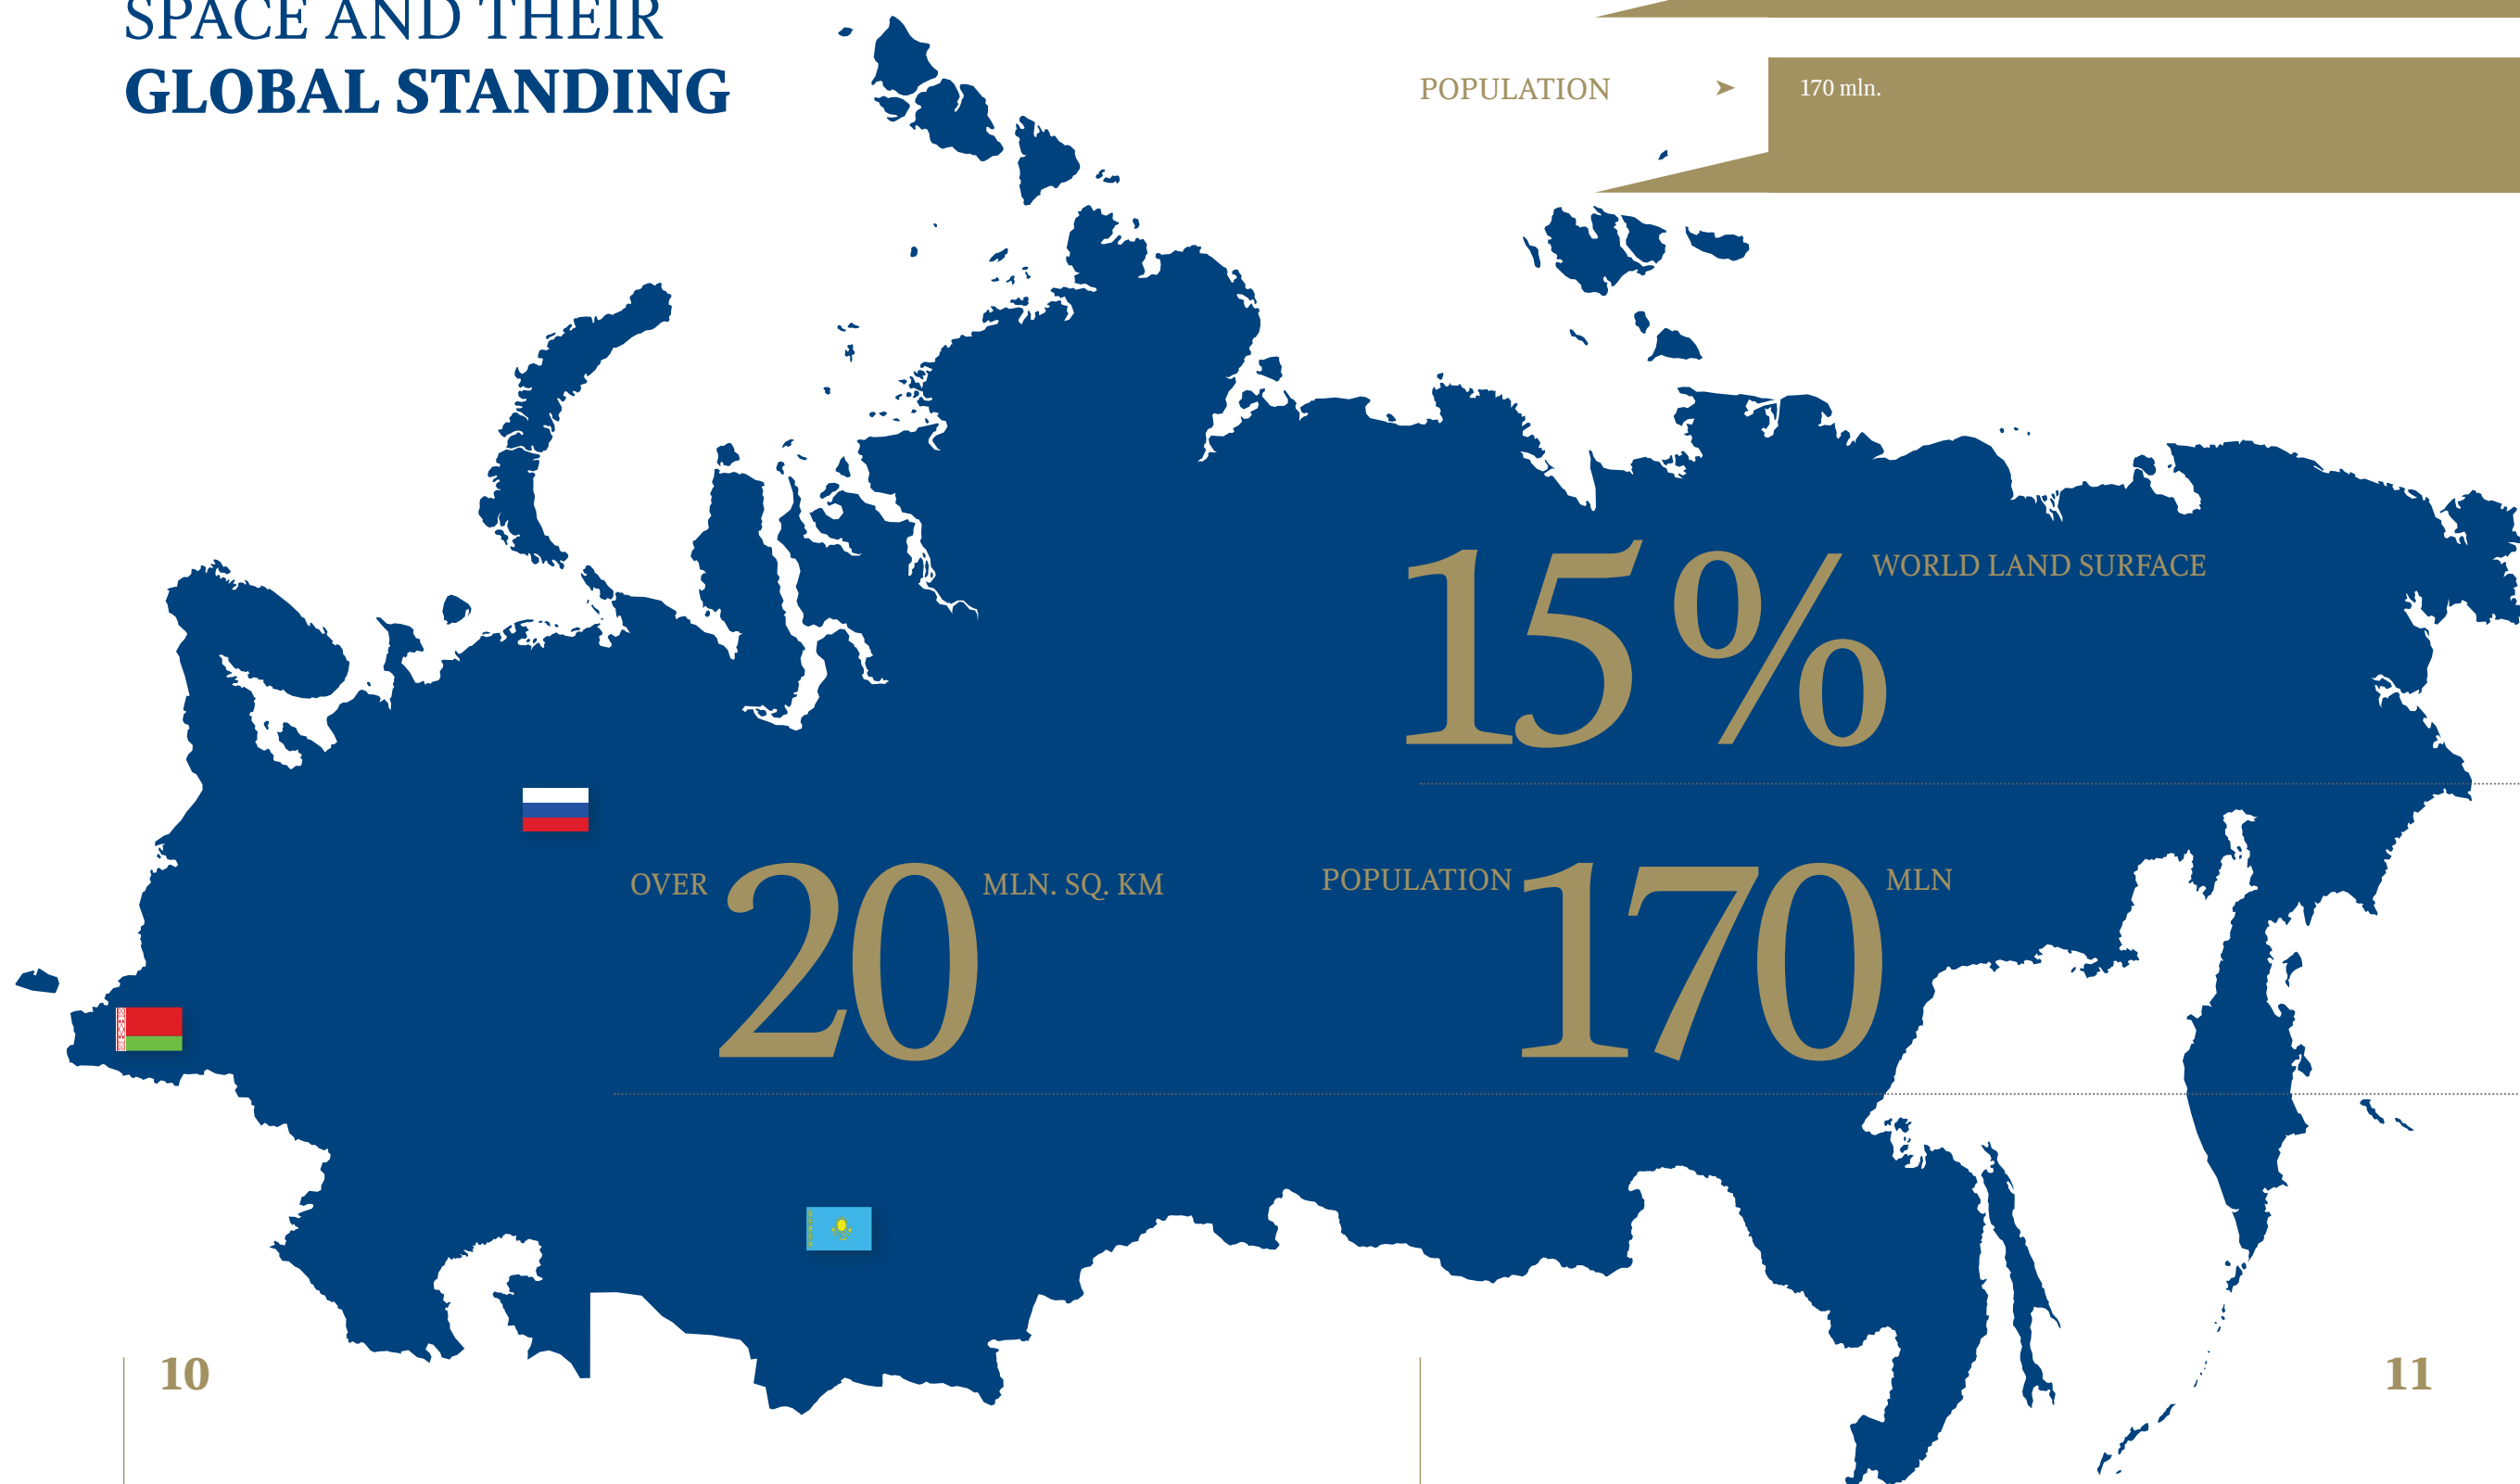 SPACE AND THEIR
GLOBAL STANDING
POPULATION
170 mln.
15% WORLD LAND SURFACE
OVER 20 MLN. SQ. KM
POPULATION 170 MLN
10
11